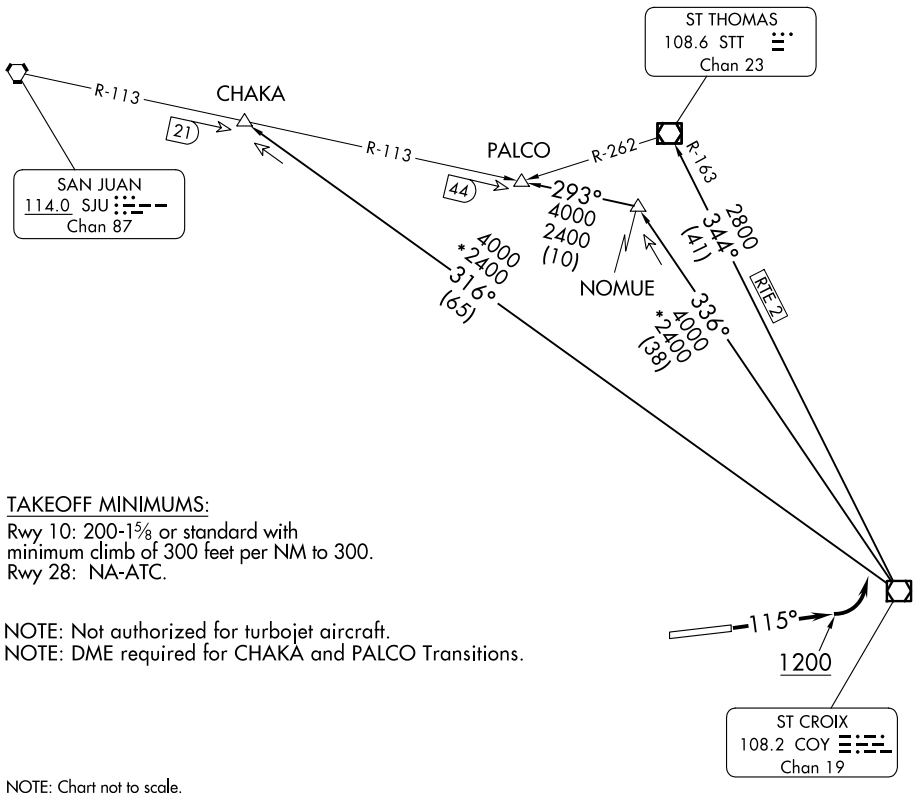 ST THOMAS
108.6 STT
Chan 23
R-113
CHAKA
21
R-113
PALCO
44
R-262
R-163
SAN JUAN
114.0 SJU
Chan 87
293°
4000
2400
(10)
NOMUE
2800
344°
(41)
RTE 2
4000
*2400
316°
(65)
336°
4000
*2400
(38)
TAKEOFF MINIMUMS:
Rwy 10: 200-1⅝ or standard with
minimum climb of 300 feet per NM to 300.
Rwy 28: NA-ATC.
NOTE: Not authorized for turbojet aircraft.
NOTE: DME required for CHAKA and PALCO Transitions.
115°
1200
ST CROIX
108.2 COY
Chan 19
NOTE: Chart not to scale.